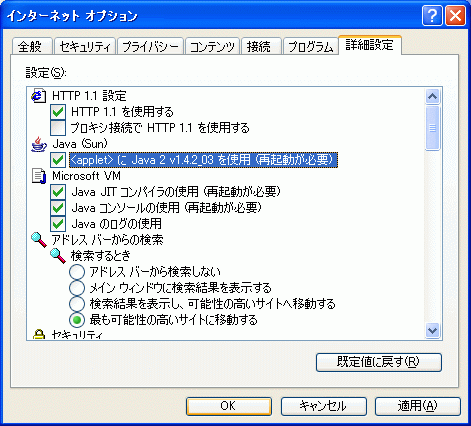 インターネット オプション
全般 セキュリティ プライバシー コンテンツ 接続 プログラム 詳細設定
設定(S):
HTTP 1.1 設定
HTTP 1.1 を使用する
プロキシ接続で HTTP 1.1 を使用する
Java (Sun)
<applet> に Java 2 v1.4.2_03 を使用 (再起動が必要)
Microsoft VM
Java JIT コンパイラの使用 (再起動が必要)
Java コンソールの使用 (再起動が必要)
Java のログの使用
アドレス バーからの検索
検索するとき
アドレス バーから検索しない
メイン ウィンドウに検索結果を表示する
検索結果を表示し、可能性の高いサイトへ移動する
最も可能性の高いサイトに移動する
セキュリティ
既定値に戻す(R)
OK キャンセル 適用(A)